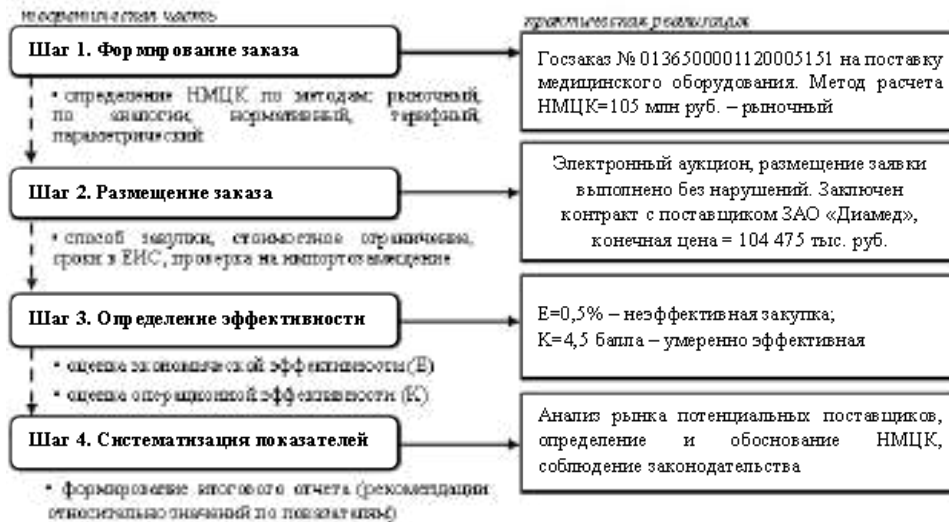 теоретическая часть
практическая реализация
Шаг 1. Формирование заказа
• определение НМЦК по методам: рыночный,
по аналогии, нормативный, тарифный,
параметрический
Госзаказ № 0136500001120005151 на поставку
медицинского оборудования. Метод расчета
НМЦК=105 млн руб. – рыночный
Шаг 2. Размещение заказа
• способ закупки, стоимостное ограничение,
сроки в ЕИС, проверка на импортозамещение
Электронный аукцион, размещение заявки
выполнено без нарушений. Заключен
контракт с поставщиком ЗАО «Диамед»,
конечная цена = 104 475 тыс. руб.
Шаг 3. Определение эффективности
• оценка экономической эффективности (Е)
• оценка операционной эффективности (К)
Е=0,5% – неэффективная закупка;
К=4,5 балла – умеренно эффективная
Шаг 4. Систематизация показателей
• формирование итогового отчета (рекомендации
относительно значений по показателям)
Анализ рынка потенциальных поставщиков,
определение и обоснование НМЦК,
соблюдение законодательства